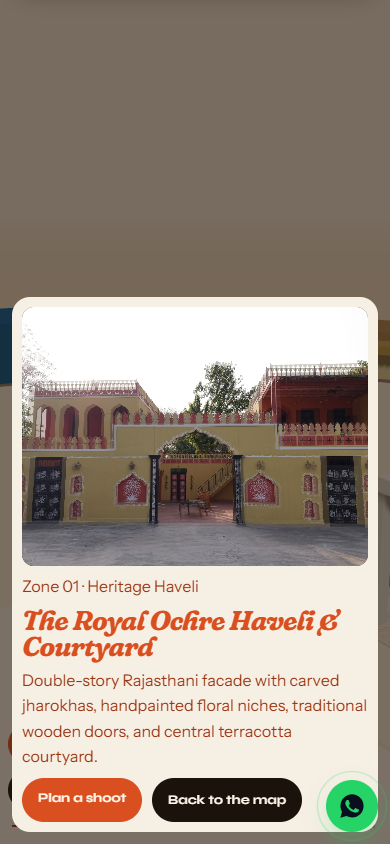 Zone 01 · Heritage Haveli
The Royal Ochre Haveli &
Courtyard
Double-story Rajasthani facade with carved
jharokhas, handpainted floral niches, traditional
wooden doors, and central terracotta
courtyard.
Plan a shoot
Back to the map